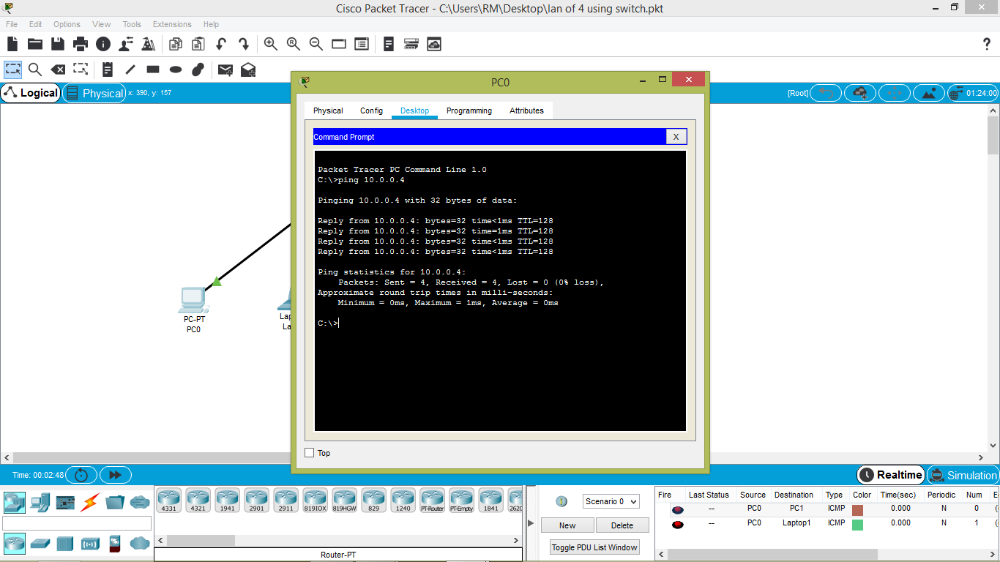 Cisco Packet Tracer - C:\Users\RM\Desktop\lan of 4 using switch.pkt
File Edit Options View Tools Extensions Help
Logical
Physical
x: 390, y: 157
[Root]
01:24:00
PC0
Physical Config Desktop Programming Attributes
Command Prompt
X
Packet Tracer PC Command Line 1.0
C:\>ping 10.0.0.4
Pinging 10.0.0.4 with 32 bytes of data:
Reply from 10.0.0.4: bytes=32 time<1ms TTL=128
Reply from 10.0.0.4: bytes=32 time=1ms TTL=128
Reply from 10.0.0.4: bytes=32 time<1ms TTL=128
Reply from 10.0.0.4: bytes=32 time<1ms TTL=128
Ping statistics for 10.0.0.4:
Packets: Sent = 4, Received = 4, Lost = 0 (0% loss),
Approximate round trip times in milli-seconds:
Minimum = 0ms, Maximum = 1ms, Average = 0ms
C:\>
Top
PC-PT
PC0
Lap
La
Time: 00:02:48
Realtime
Simulation
4331 4321 1941 2901 2911 819IOX 819HGW 829 1240 PT-Router PT-Empty 1841 2620
Router-PT
Scenario 0
New
Delete
Toggle PDU List Window
Fire Last Status Source Destination Type Color Time(sec) Periodic Num E
-- PC0 PC1 ICMP 0.000 N 0 (
-- PC0 Laptop1 ICMP 0.000 N 1 (